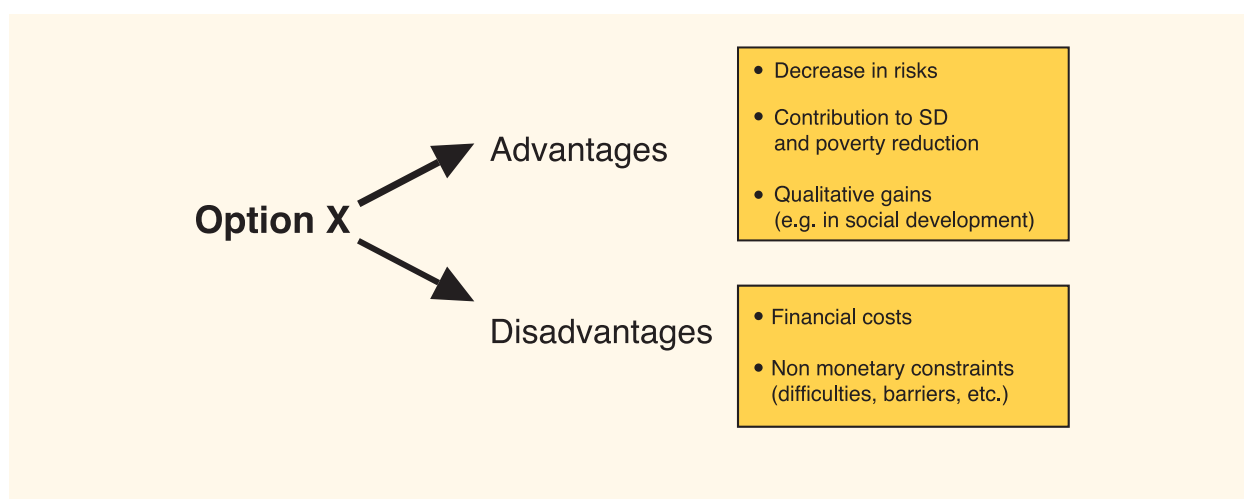 Option X
Advantages
• Decrease in risks
• Contribution to SD
and poverty reduction
• Qualitative gains
(e.g. in social development)
Disadvantages
• Financial costs
• Non monetary constraints
(difficulties, barriers, etc.)